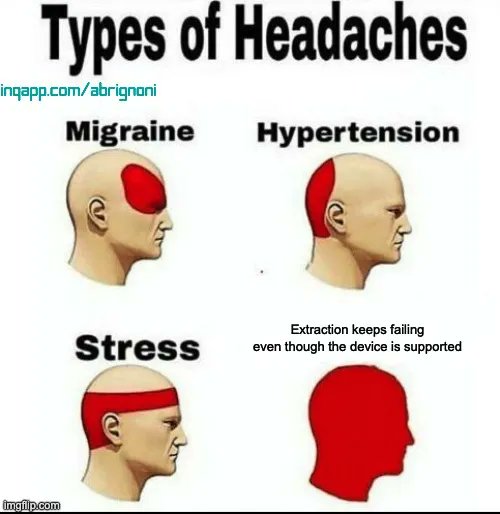 Types of Headaches
inqapp.com/abrignoni
Migraine
Hypertension
Stress
Extraction keeps failing
even though the device is supported
imgflip.com